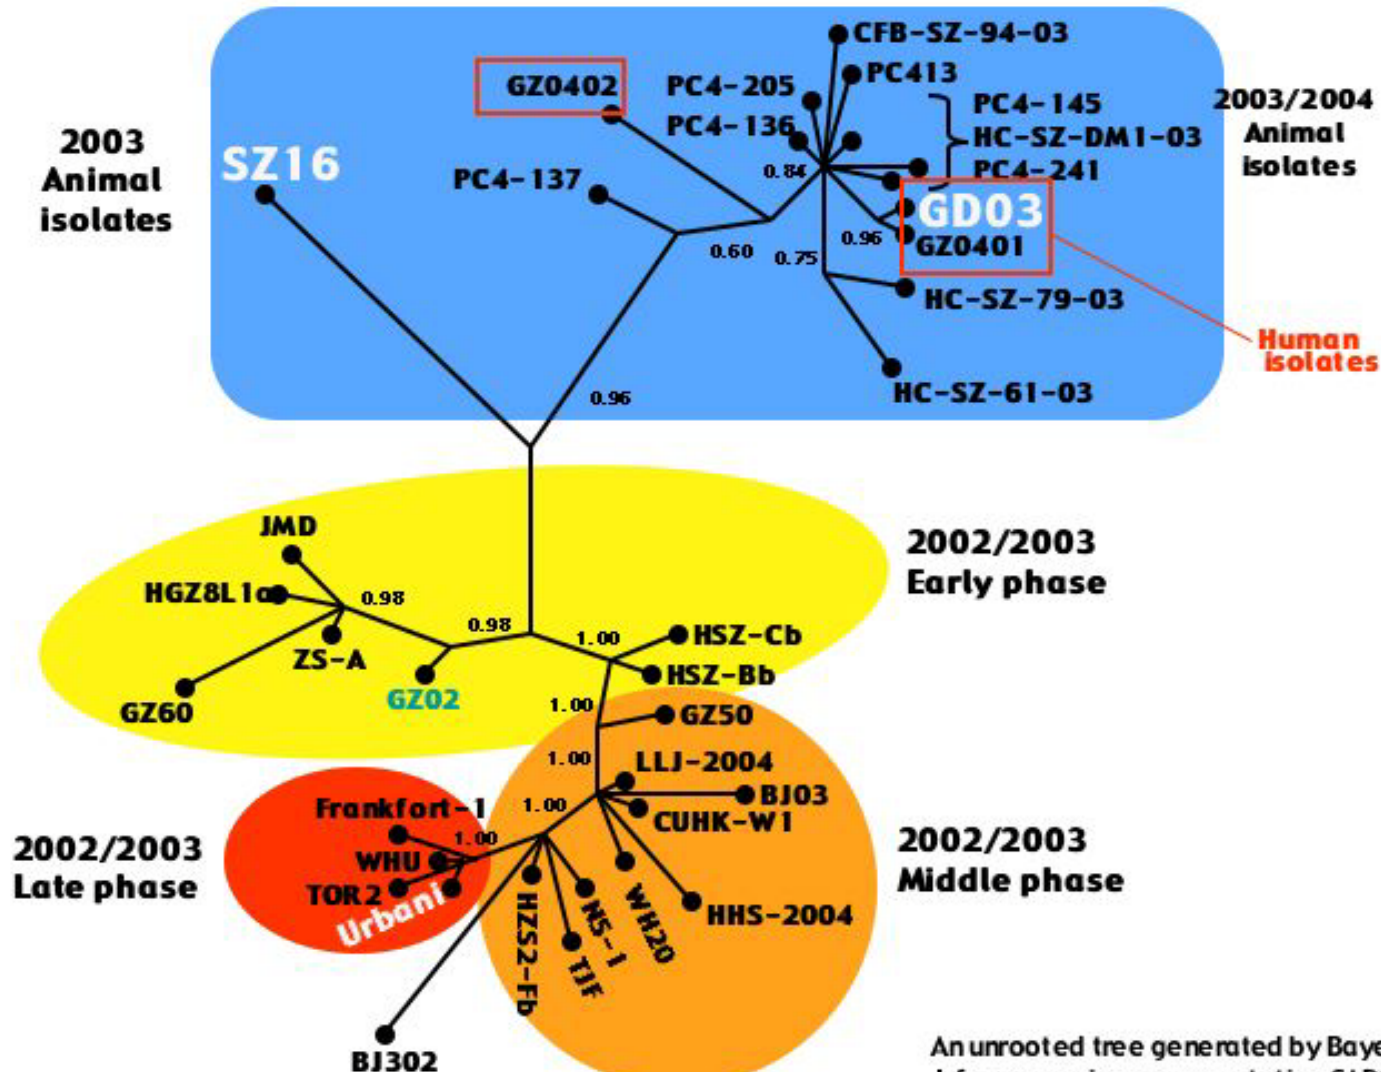 CFB-SZ-94-03
GZ0402
PC4-205
PC413
PC4-145
2003/2004
Animal
isolates
2003
Animal
isolates
SZ16
PC4-136
HC-SZ-DM1-03
PC4-241
PC4-137
0.84
GD03
0.60
0.75
0.96
GZ0401
HC-SZ-79-03
Human
isolates
0.96
HC-SZ-61-03
JMD
2002/2003
Early phase
HGZ8L1a
0.98
0.98
1.00
HSZ-Cb
ZS-A
HSZ-Bb
GZ02
GZ60
1.00
GZ50
1.00
LLJ-2004
BJ03
Frankfort-1
1.00
CUHK-W1
1.00
2002/2003
Late phase
WHU
2002/2003
Middle phase
TOR2
Urbani
HZS2-Fb
NS-1
TJF
WH20
HHS-2004
BJ302
An unrooted tree generated by Baye